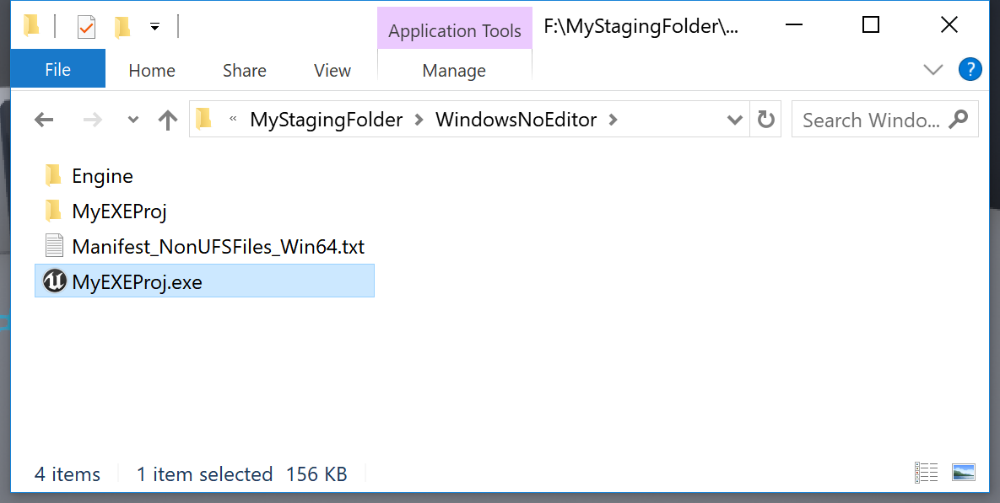 Application Tools F:\MyStagingFolder\...
File Home Share View Manage ?
« MyStagingFolder > WindowsNoEditor > Search Windo...
Engine
MyEXEProj
Manifest_NonUFSFiles_Win64.txt
MyEXEProj.exe
4 items 1 item selected 156 KB